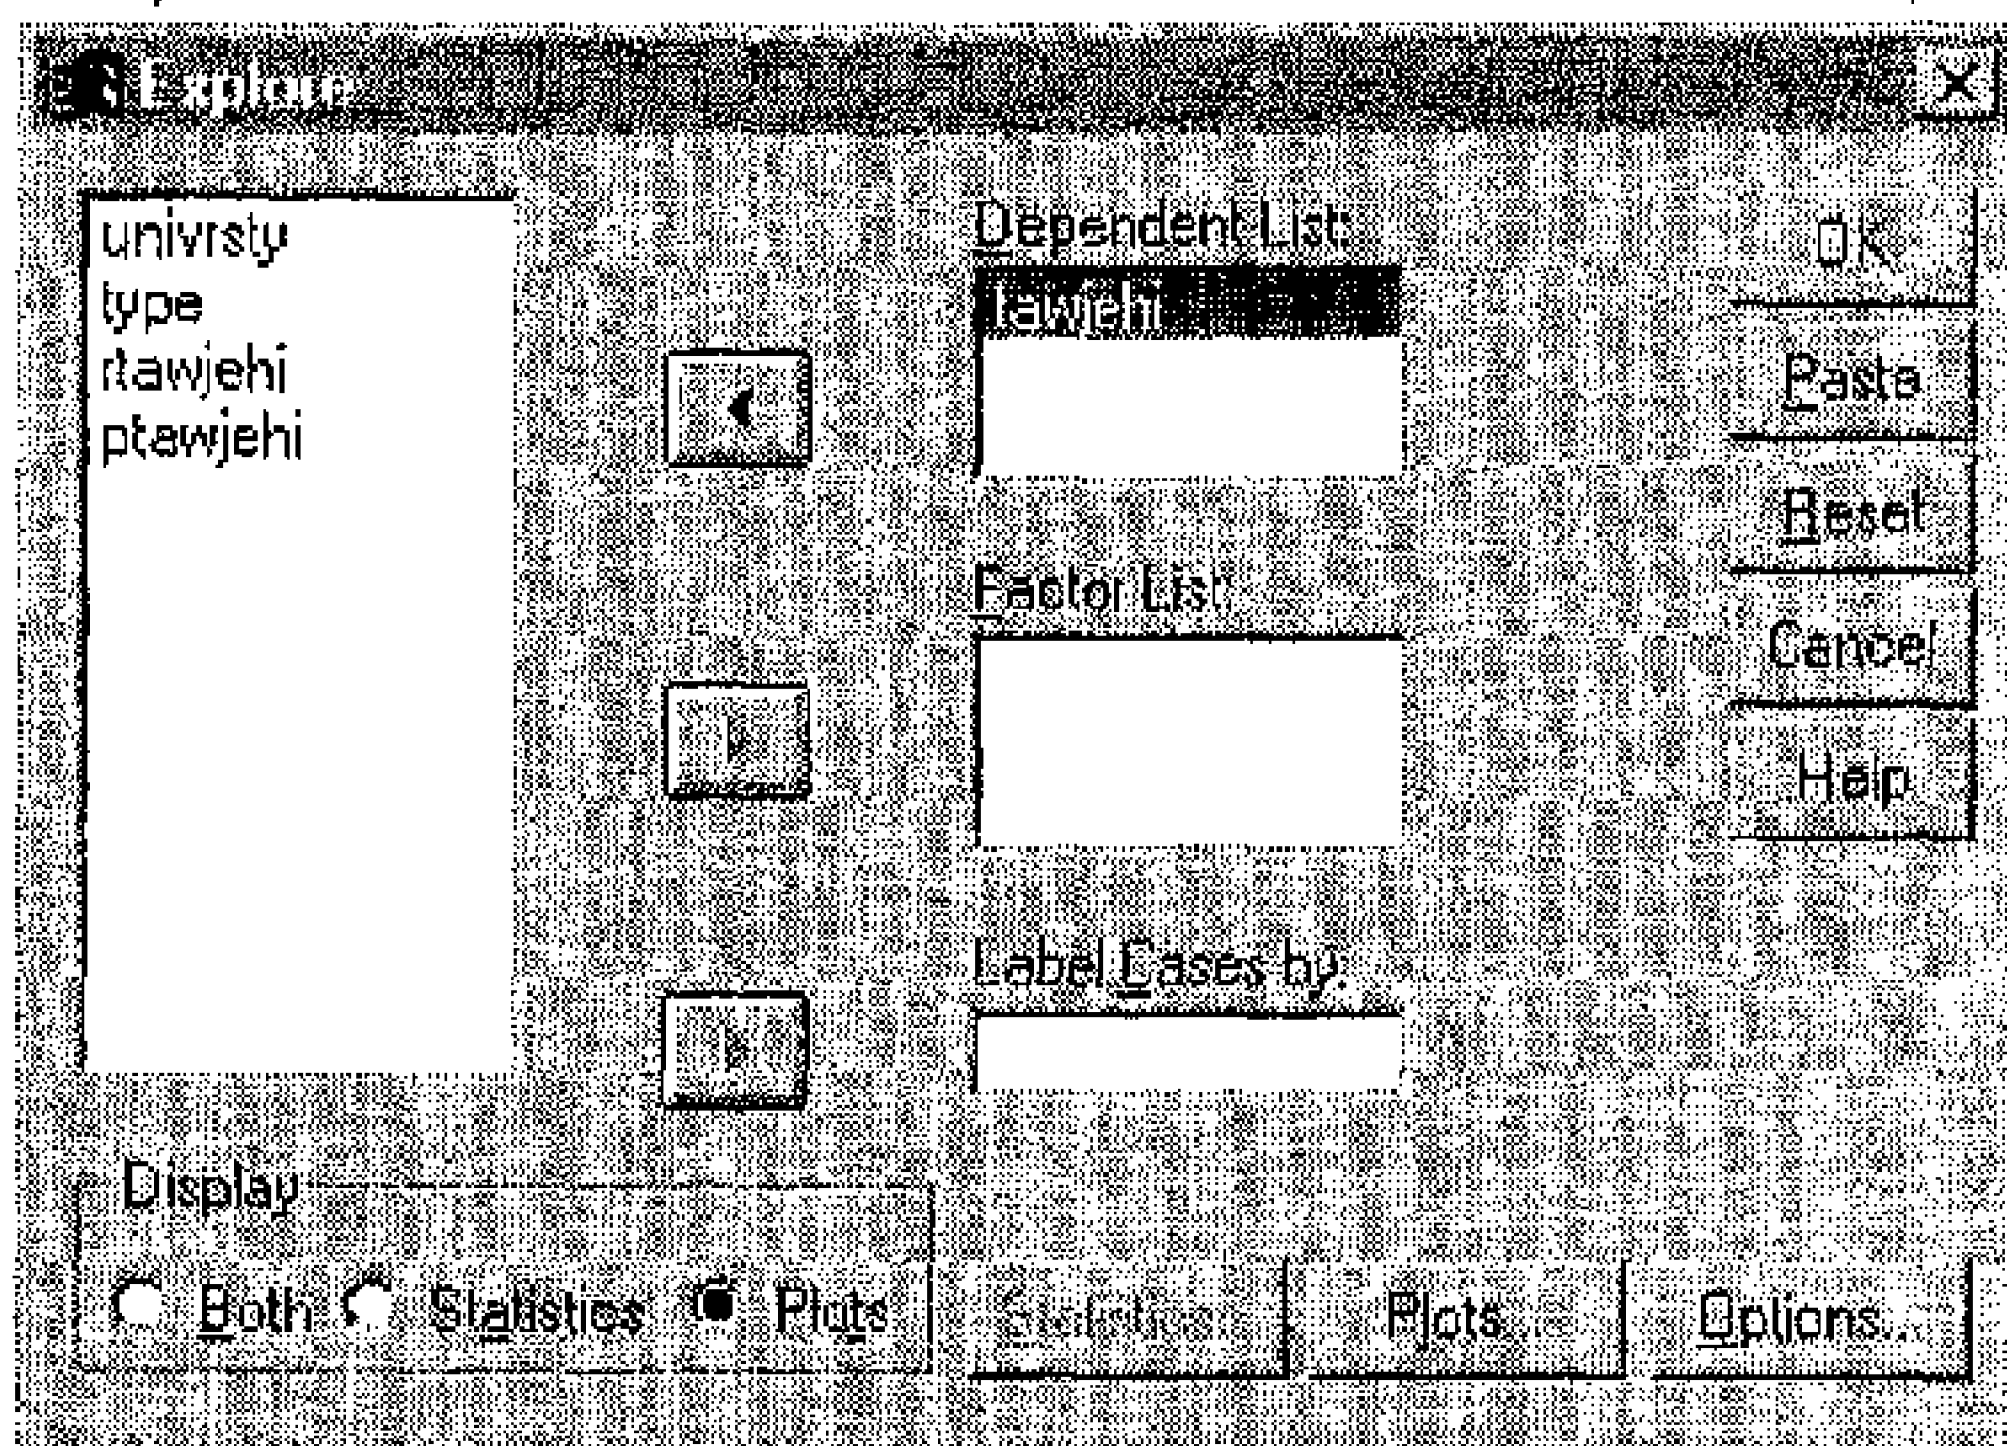 Explore
univrsty
type
rtawjehi
ptawjehi
Dependent List:
tawjehi
Factor List:
Label Cases by:
OK
Paste
Reset
Cancel
Help
Display
Both Statistics Plots
Statistics... Plots... Options...